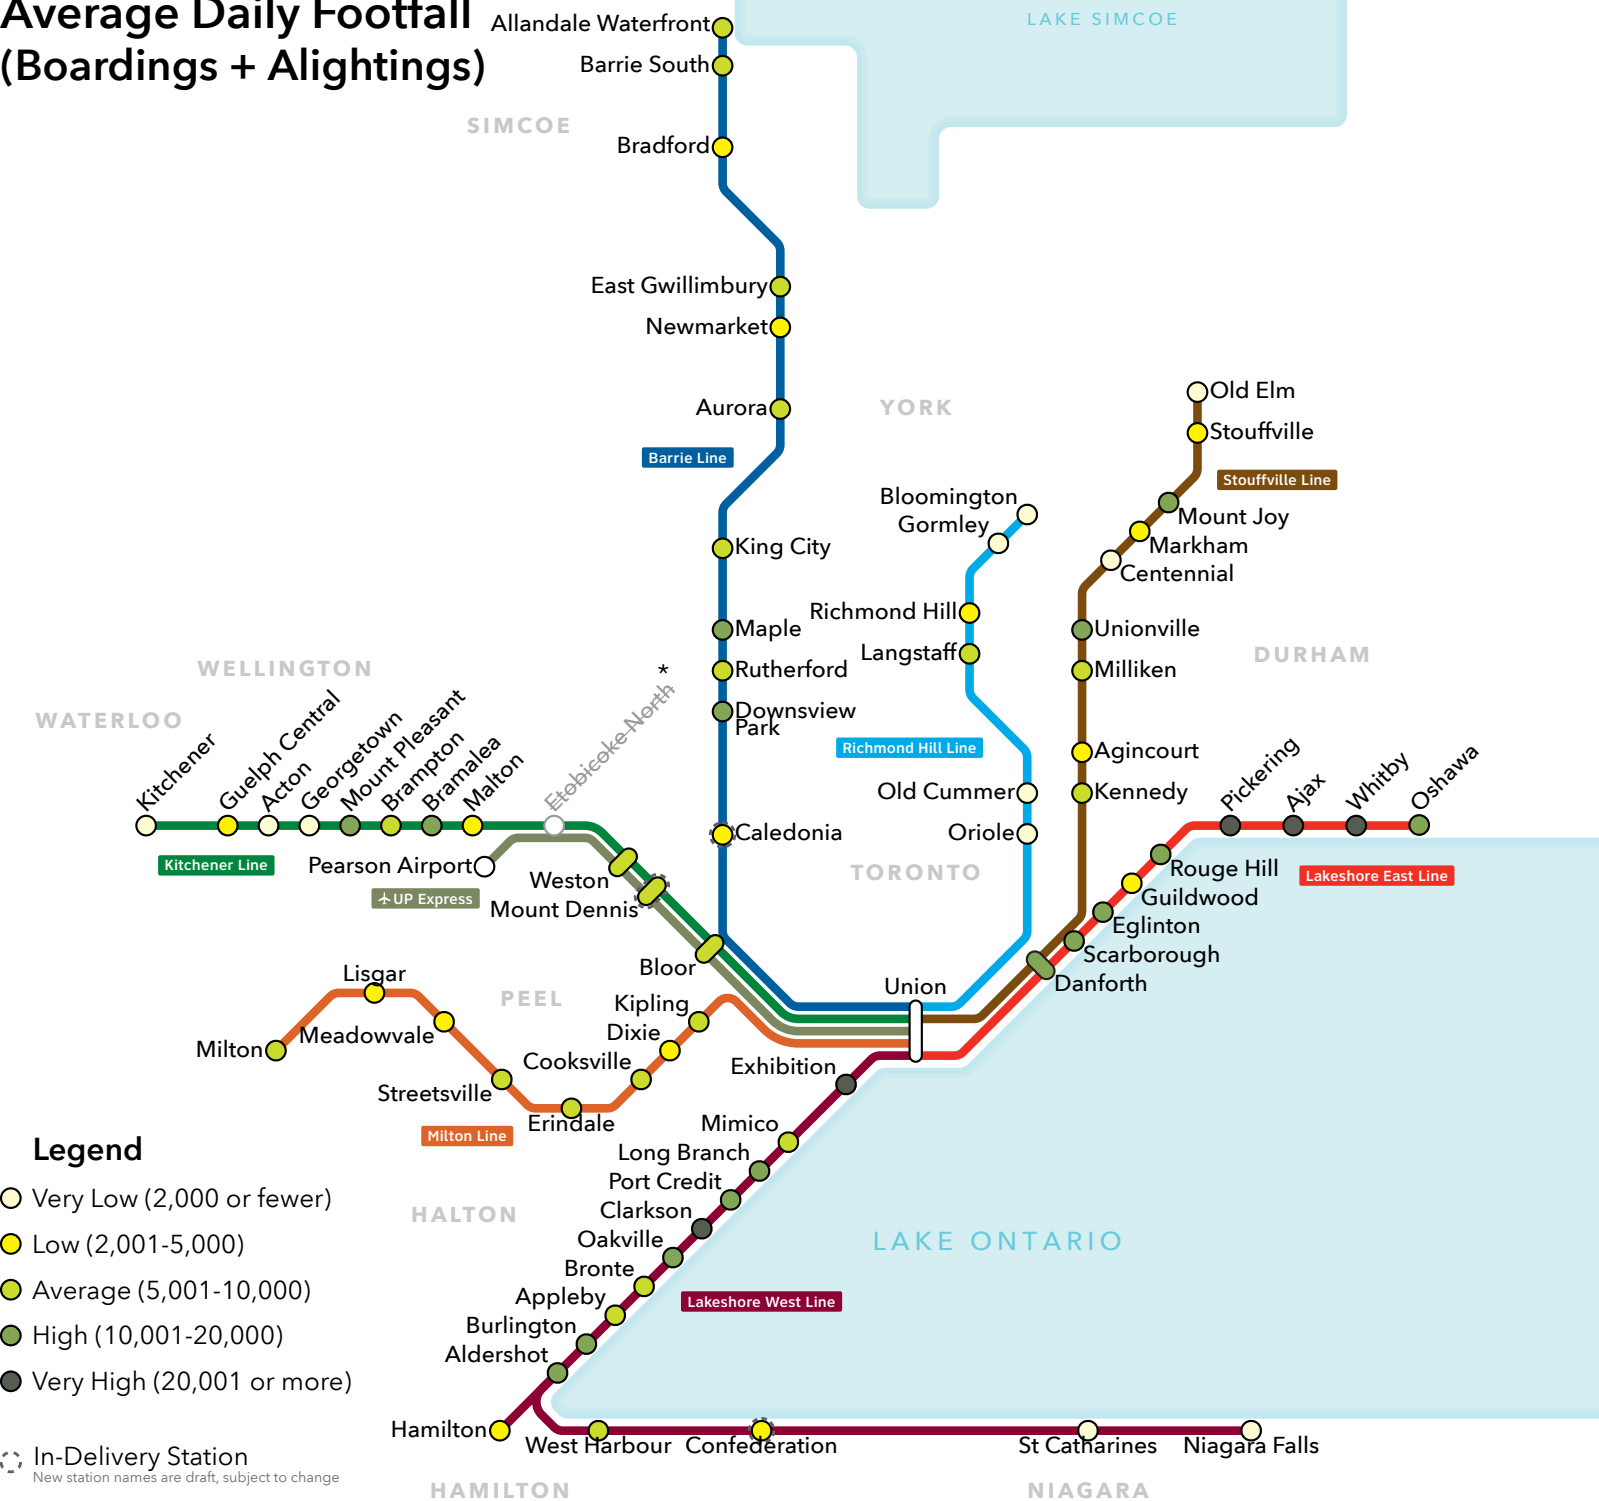 Average Daily Footfall
(Boardings + Alightings)
LAKE SIMCOE
Allandale Waterfront
Barrie South
SIMCOE
Bradford
East Gwillimbury
Newmarket
Aurora
YORK
Barrie Line
Old Elm
Stouffville
Stouffville Line
Bloomington
Gormley
Mount Joy
Markham
Centennial
King City
Richmond Hill
Maple
Unionville
Langstaff
Rutherford
Milliken
DURHAM
WELLINGTON
WATERLOO
*
Downsview
Park
Richmond Hill Line
Agincourt
Old Cummer
Kennedy
Caledonia
Oriole
TORONTO
Kitchener
Guelph Central
Acton
Georgetown
Mount Pleasant
Brampton
Bramalea
Malton
Etobicoke North
Pickering
Ajax
Whitby
Oshawa
Kitchener Line
Pearson Airport
UP Express
Weston
Mount Dennis
Bloor
Rouge Hill
Lakeshore East Line
Guildwood
Eglinton
Scarborough
Danforth
Union
Lisgar
PEEL
Kipling
Meadowvale
Dixie
Milton
Cooksville
Exhibition
Streetsville
Erindale
Milton Line
Mimico
Long Branch
Port Credit
Clarkson
HALTON
Oakville
Bronte
Appleby
Lakeshore West Line
Burlington
Aldershot
LAKE ONTARIO
Legend
Very Low (2,000 or fewer)
Low (2,001-5,000)
Average (5,001-10,000)
High (10,001-20,000)
Very High (20,001 or more)
In-Delivery Station
New station names are draft, subject to change
Hamilton
West Harbour
Confederation
St Catharines
Niagara Falls
HAMILTON
NIAGARA